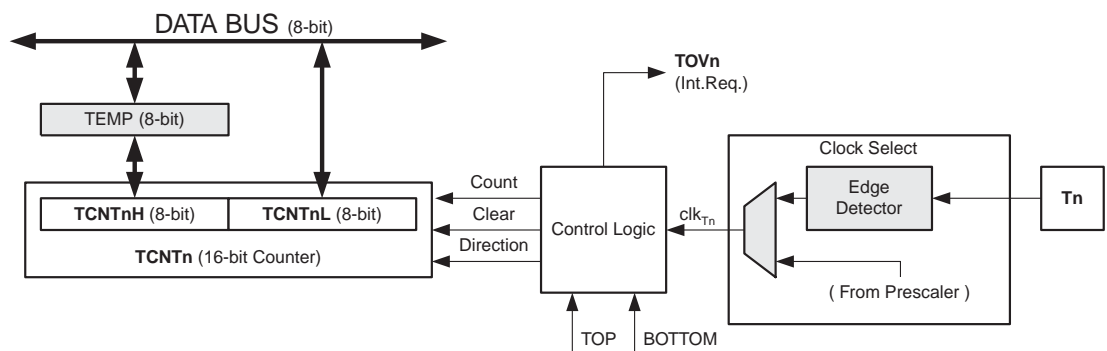 DATA BUS (8-bit)
TOVn
(Int.Req.)
TEMP (8-bit)
Clock Select
Count
Edge
Detector
Tn
TCNTnH (8-bit)
TCNTnL (8-bit)
Clear
Control Logic
clkTn
TCNTn (16-bit Counter)
Direction
( From Prescaler )
TOP
BOTTOM